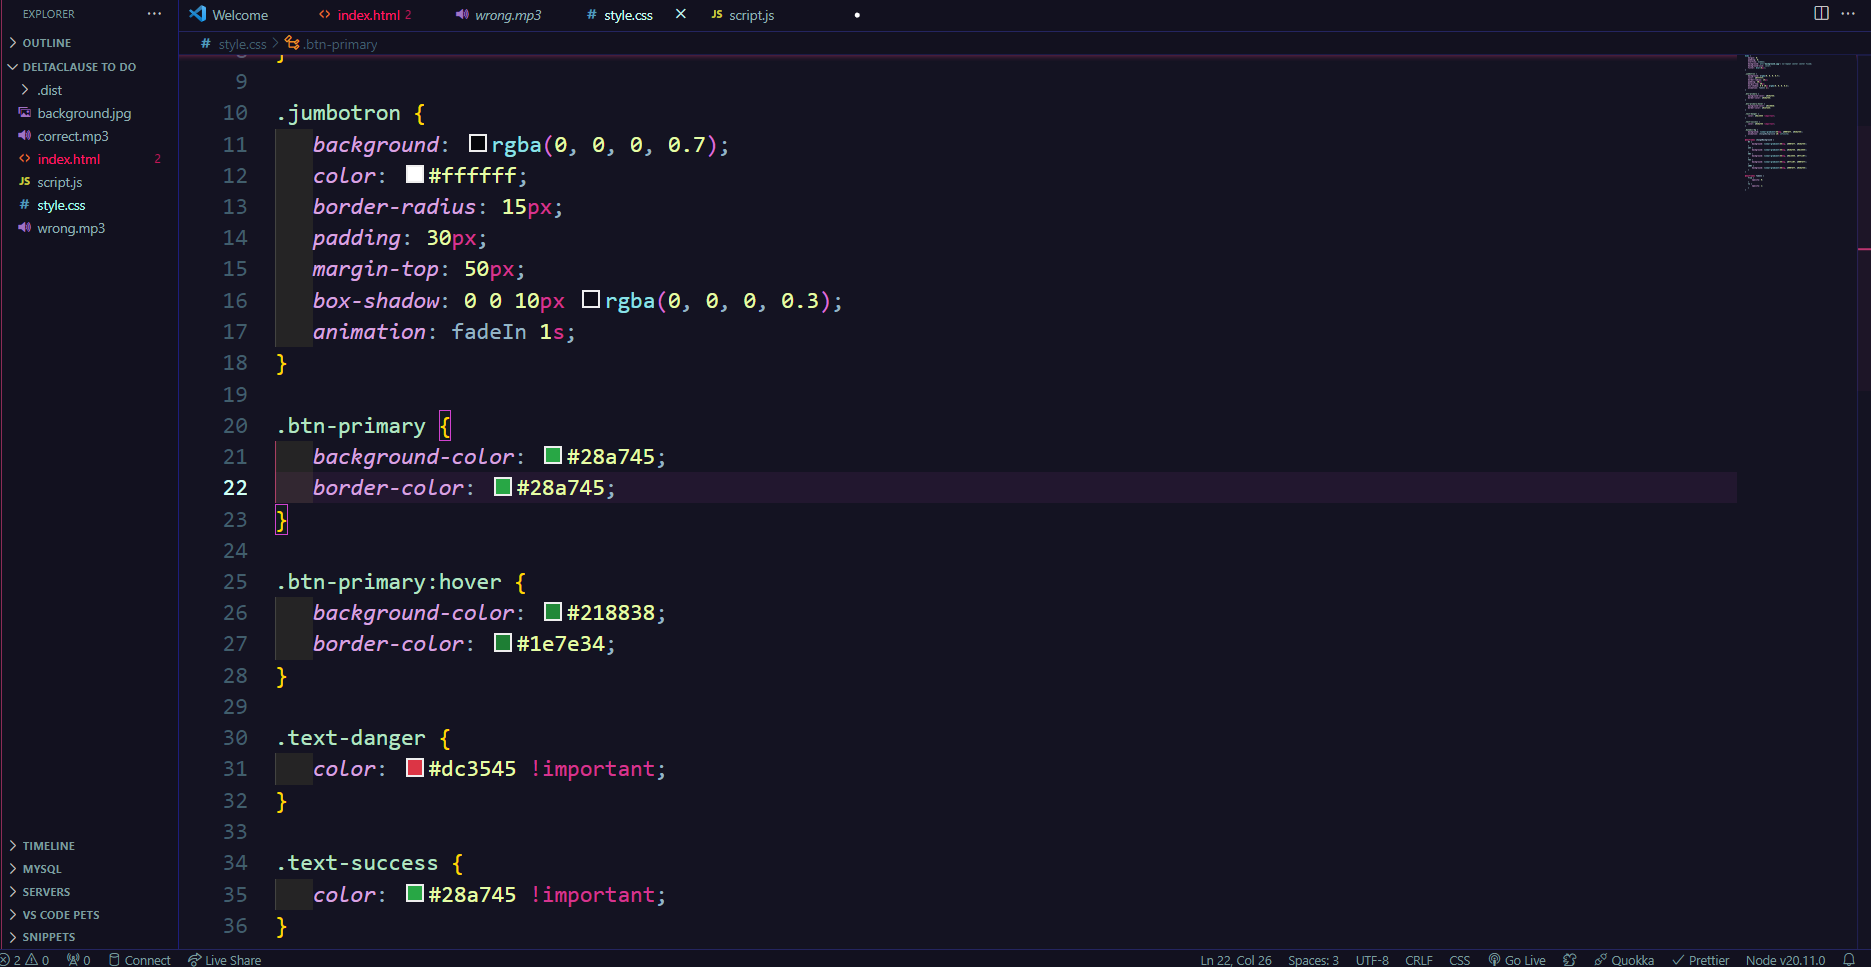 EXPLORER
OUTLINE
DELTACLAUSE TO DO
.dist
background.jpg
correct.mp3
index.html 2
script.js
style.css
wrong.mp3
TIMELINE
MYSQL
SERVERS
VS CODE PETS
SNIPPETS
Welcome
index.html 2
wrong.mp3
style.css
JS script.js
style.css > .btn-primary
9
10 .jumbotron {
11 background: rgba(0, 0, 0, 0.7);
12 color: #ffffff;
13 border-radius: 15px;
14 padding: 30px;
15 margin-top: 50px;
16 box-shadow: 0 0 10px rgba(0, 0, 0, 0.3);
17 animation: fadeIn 1s;
18 }
19
20 .btn-primary {
21 background-color: #28a745;
22 border-color: #28a745;
23 }
24
25 .btn-primary:hover {
26 background-color: #218838;
27 border-color: #1e7e34;
28 }
29
30 .text-danger {
31 color: #dc3545 !important;
32 }
33
34 .text-success {
35 color: #28a745 !important;
36 }
2 0 0 Connect Live Share Ln 22, Col 26 Spaces: 3 UTF-8 CRLF CSS Go Live Quokka Prettier Node v20.11.0